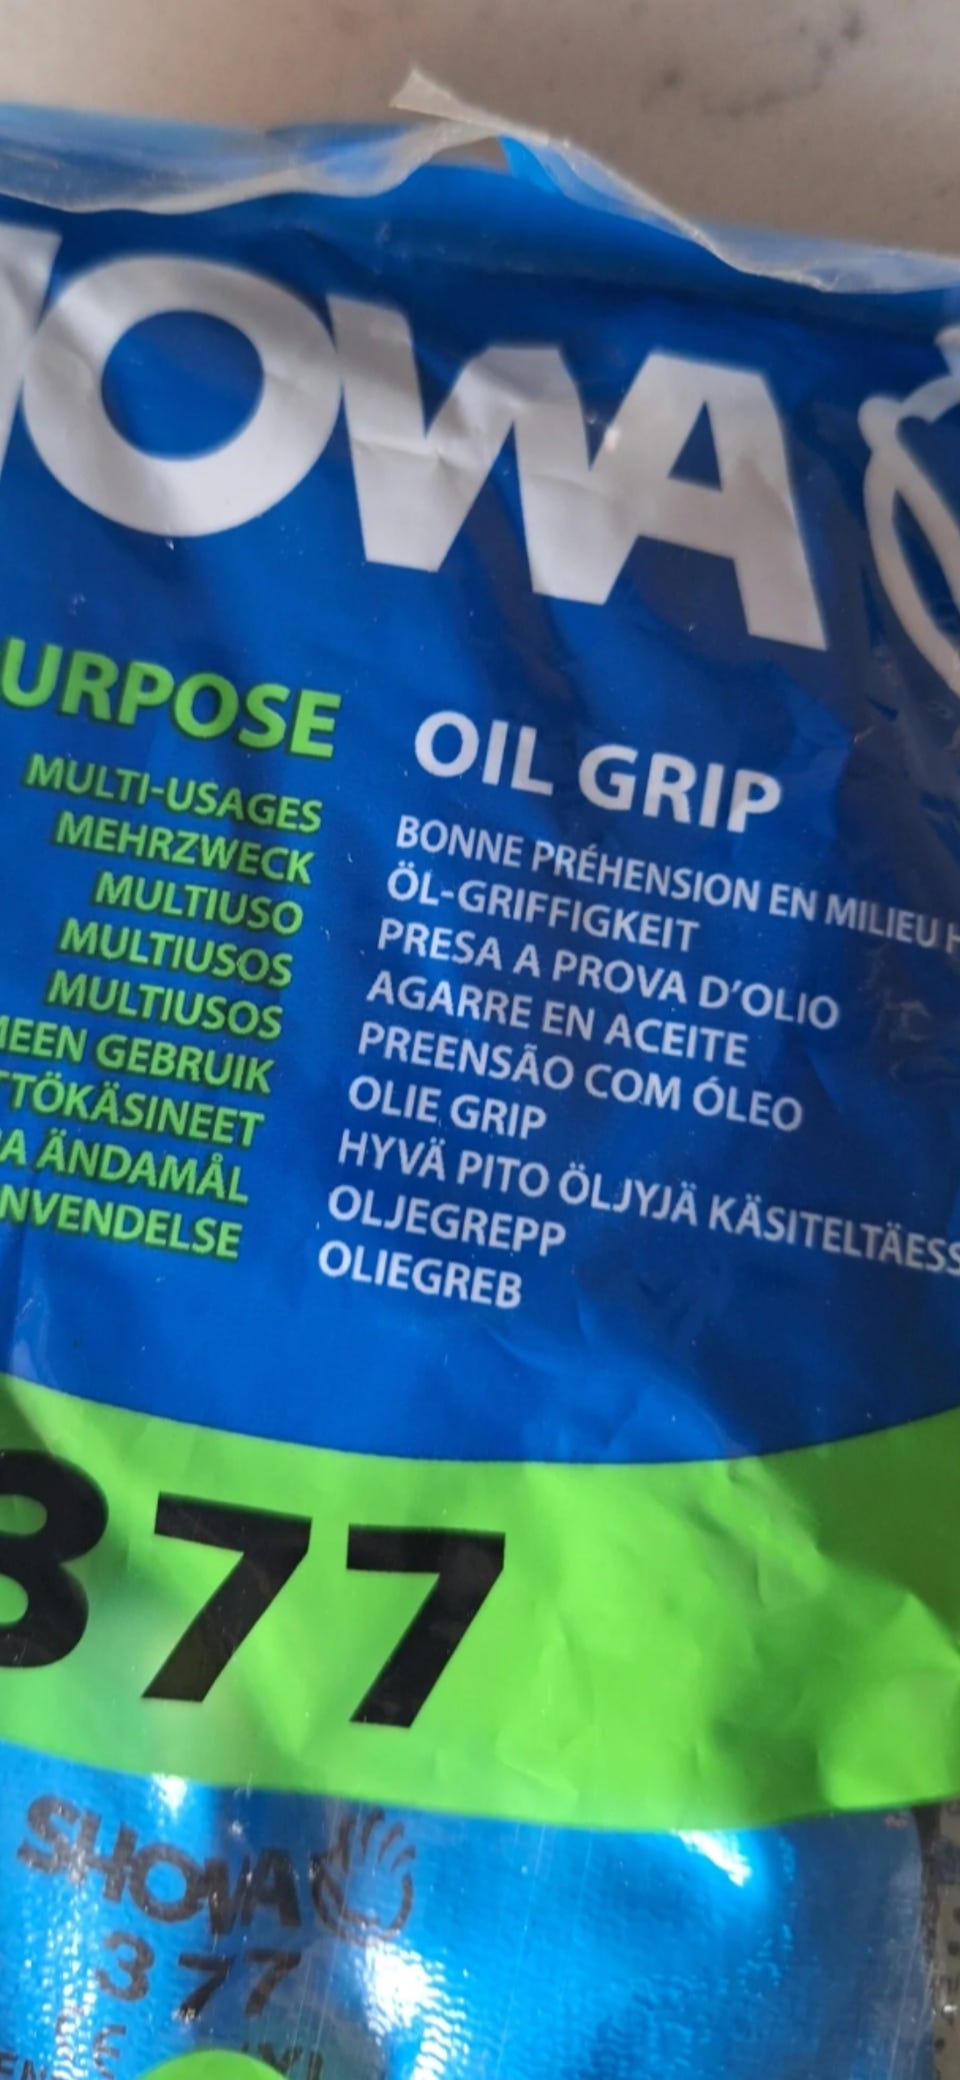 HOWA
URPOSE
MULTI-USAGES
MEHRZWECK
MULTIUSO
MULTIUSOS
MULTIUSOS
MEEN GEBRUIK
TTÖKÄSINEET
A ÄNDAMÅL
NVENDELSE
OIL GRIP
BONNE PRÉHENSION EN MILIEU H
ÖL-GRIFFIGKEIT
PRESA A PROVA D'OLIO
AGARRE EN ACEITE
PREENSÃO COM ÓLEO
OLIE GRIP
HYVÄ PITO ÖLJYJÄ KÄSITELTÄESS
OLJEGREPP
OLIEGREB
377
SHOWA
377